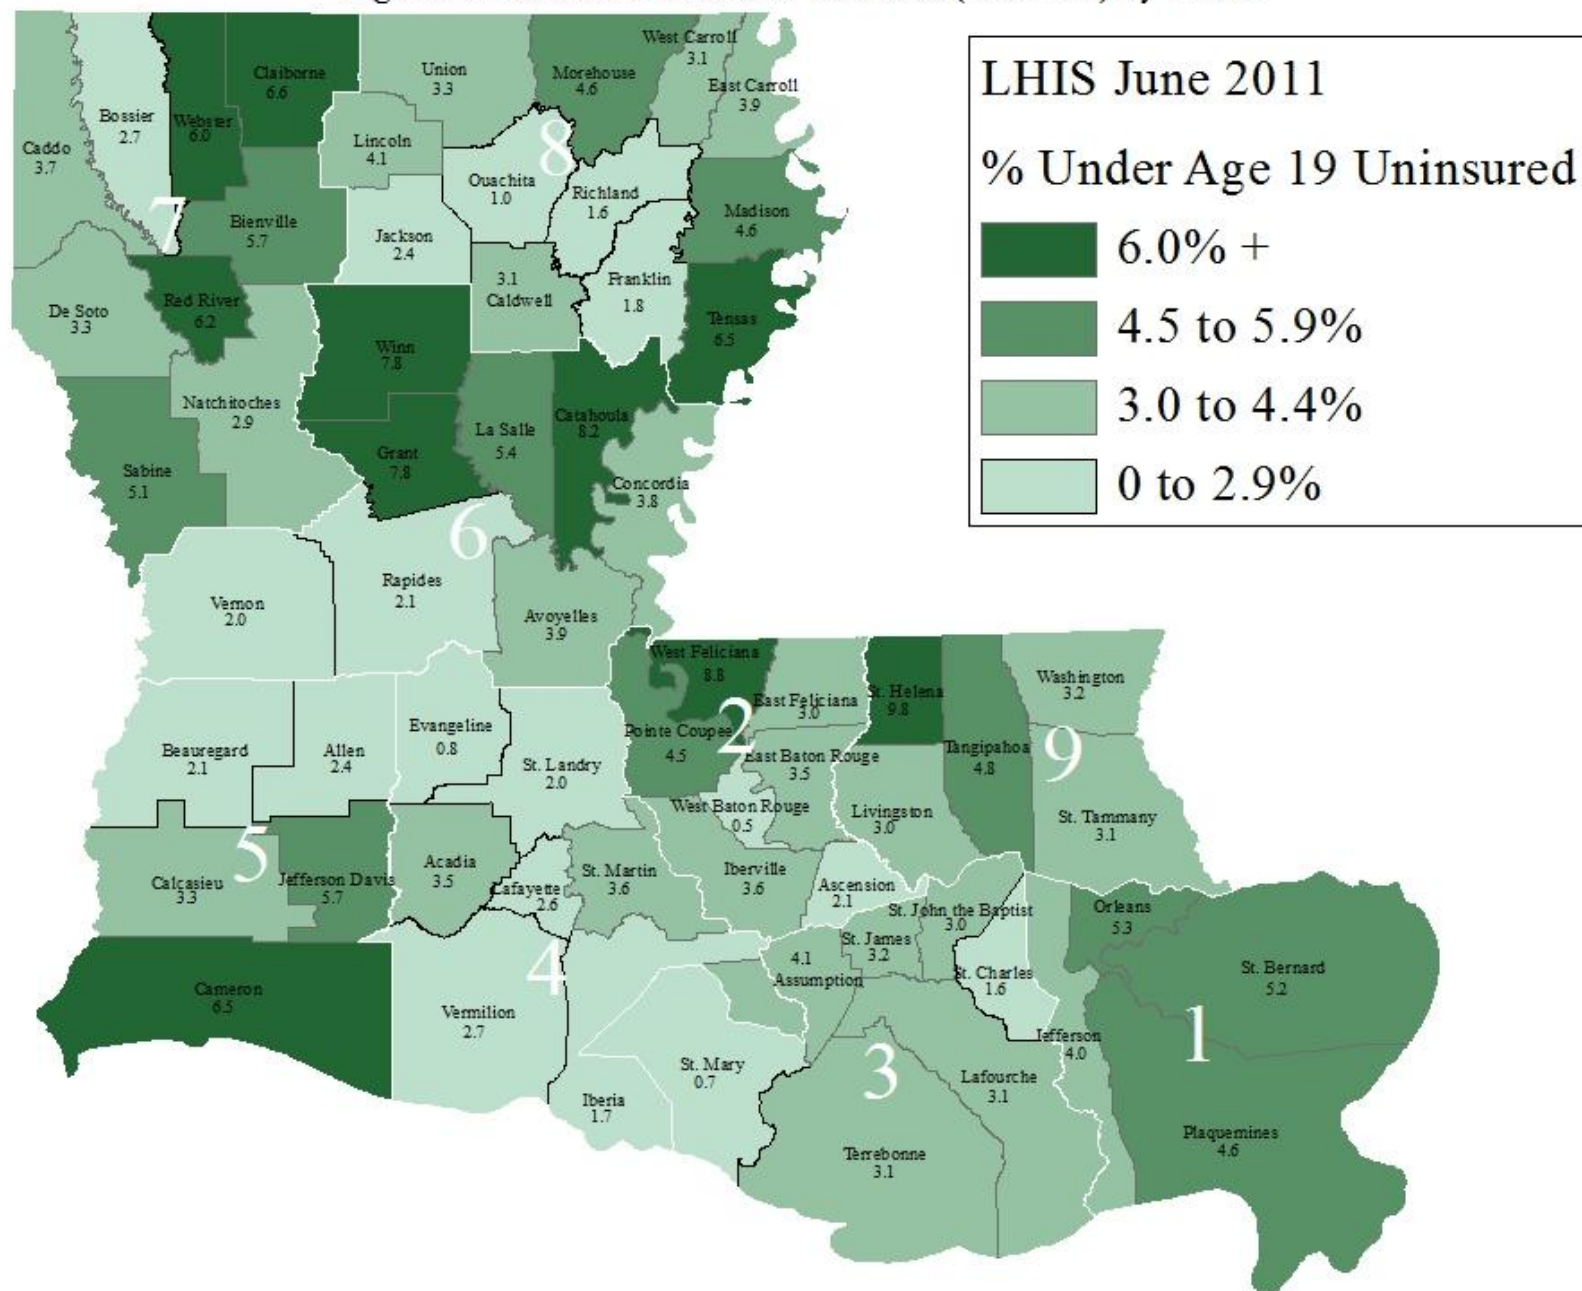 LHIS June 2011
% Under Age 19 Uninsured
6.0% +
4.5 to 5.9%
3.0 to 4.4%
0 to 2.9%
Caddo
3.7
Bossier
2.7
Webster
6.0
Claiborne
6.6
Union
3.3
Morehouse
4.6
West Carroll
3.1
East Carroll
3.9
Lincoln
4.1
8
Ouachita
1.0
Richland
1.6
Madison
4.6
7
Bienville
5.7
Jackson
2.4
De Soto
3.3
Red River
6.2
3.1
Caldwell
Franklin
1.8
Tensas
6.5
Winn
7.8
Natchitoches
2.9
Sabine
5.1
Grant
7.8
La Salle
5.4
Catahoula
8.2
Concordia
3.8
6
Vernon
2.0
Rapides
2.1
Avoyelles
3.9
West Feliciana
8.8
East Feliciana
3.0
St. Helena
9.8
Washington
3.2
Beauregard
2.1
Allen
2.4
Evangeline
0.8
St. Landry
2.0
Pointe Coupee
4.5
2
East Baton Rouge
3.5
Tangipahoa
4.8
9
West Baton Rouge
0.5
Livingston
3.0
St. Tammany
3.1
5
Calcasieu
3.3
Jefferson Davis
5.7
Acadia
3.5
Lafayette
2.6
St. Martin
3.6
Iberville
3.6
Ascension
2.1
St. John the Baptist
3.0
Orleans
5.3
St. James
3.2
4.1
Assumption
St. Charles
1.6
St. Bernard
5.2
Cameron
6.5
4
Vermilion
2.7
Jefferson
4.0
1
St. Mary
0.7
Iberia
1.7
3
Lafourche
3.1
Terrebonne
3.1
Plaquemines
4.6